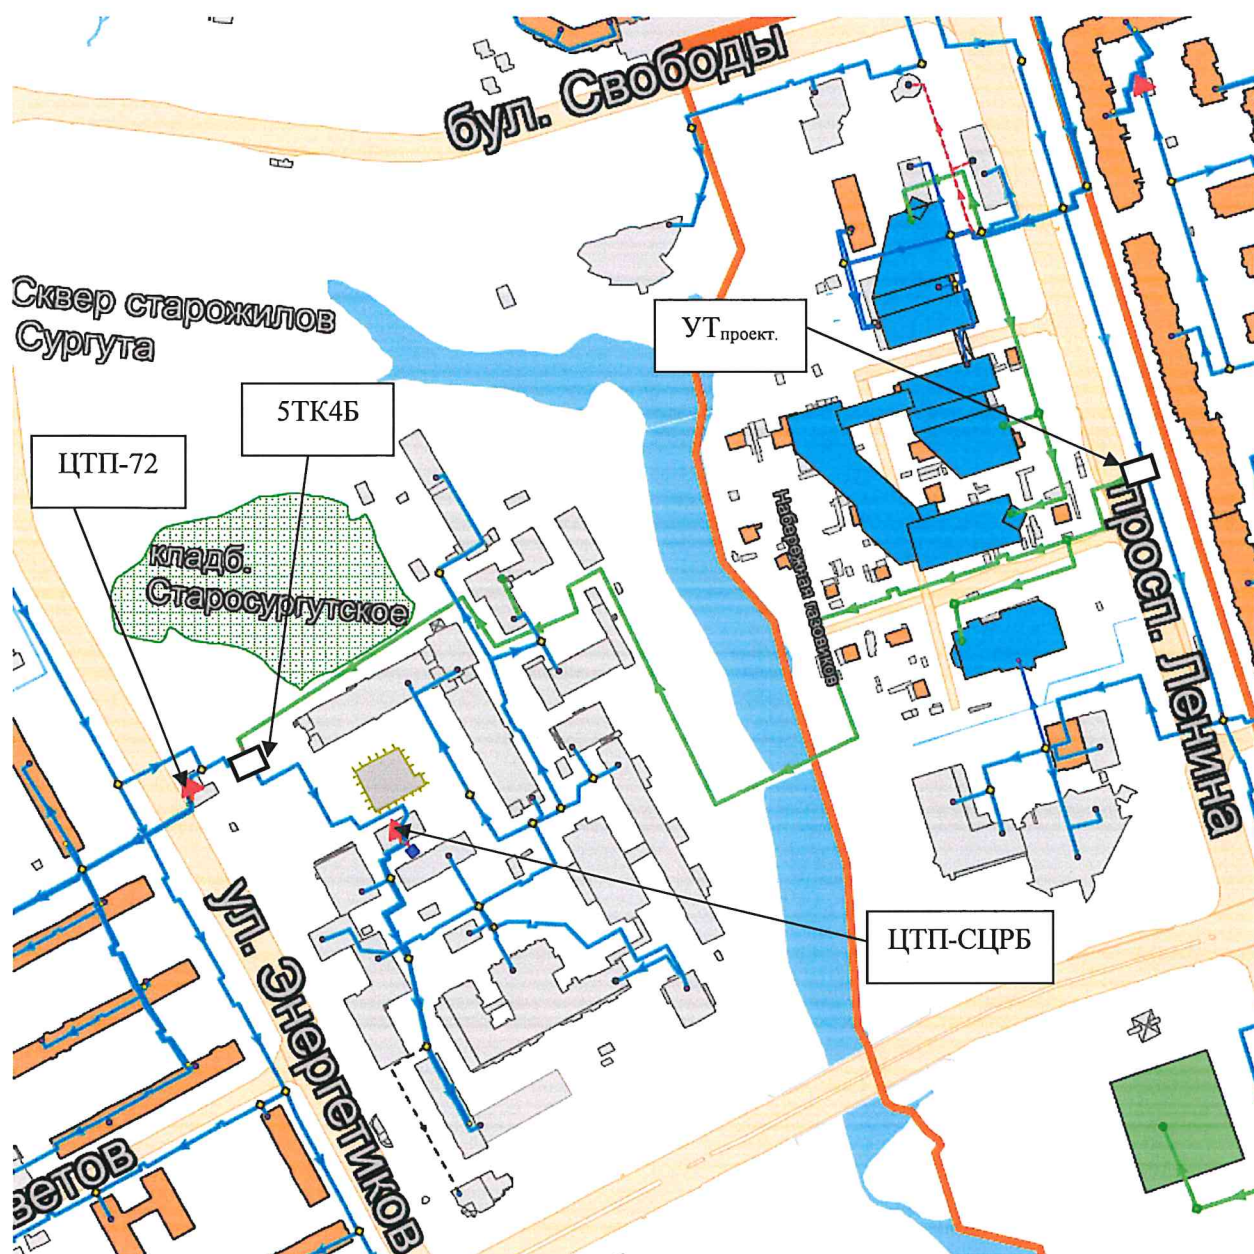 бул. Свободы
Сквер старожилов
Сургута
УТпроект.
5ТК4Б
ЦТП-72
кладб.
Старосургутское
Набережная газовиков
просп. Ленина
ЦТП-СЦРБ
ул. Энергетиков
ветов